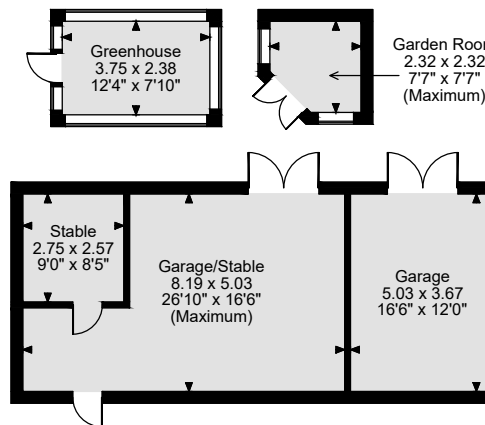 Greenhouse
3.75 x 2.38
12'4" x 7'10"
Garden Room
2.32 x 2.32
7'7" x 7'7"
(Maximum)
Stable
2.75 x 2.57
9'0" x 8'5"
Garage/Stable
8.19 x 5.03
26'10" x 16'6"
(Maximum)
Garage
5.03 x 3.67
16'6" x 12'0"